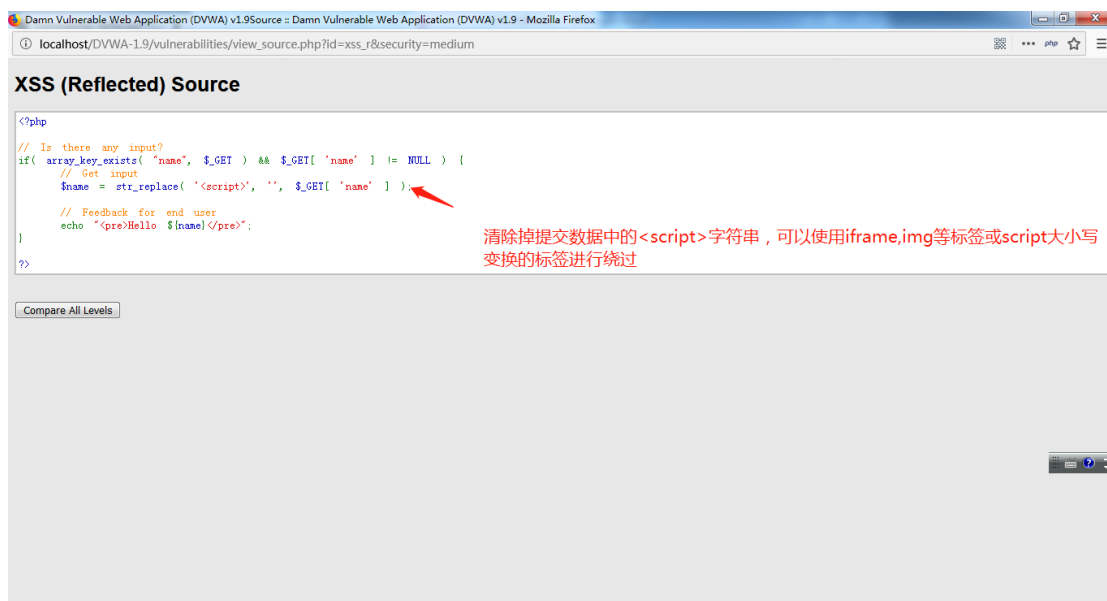 Damn Vulnerable Web Application (DVWA) v1.9Source :: Damn Vulnerable Web Application (DVWA) v1.9 - Mozilla Firefox
localhost/DVWA-1.9/vulnerabilities/view_source.php?id=xss_r&security=medium
php
XSS (Reflected) Source
<?php
// Is there any input?
if( array_key_exists( "name", $_GET ) && $_GET[ 'name' ] != NULL ) {
// Get input
$name = str_replace( '<script>', '', $_GET[ 'name' ] );
// Feedback for end user
echo "<pre>Hello ${name}</pre>";
}
?>
清除掉提交数据中的<script>字符串，可以使用iframe,img等标签或script大小写
变换的标签进行绕过
Compare All Levels